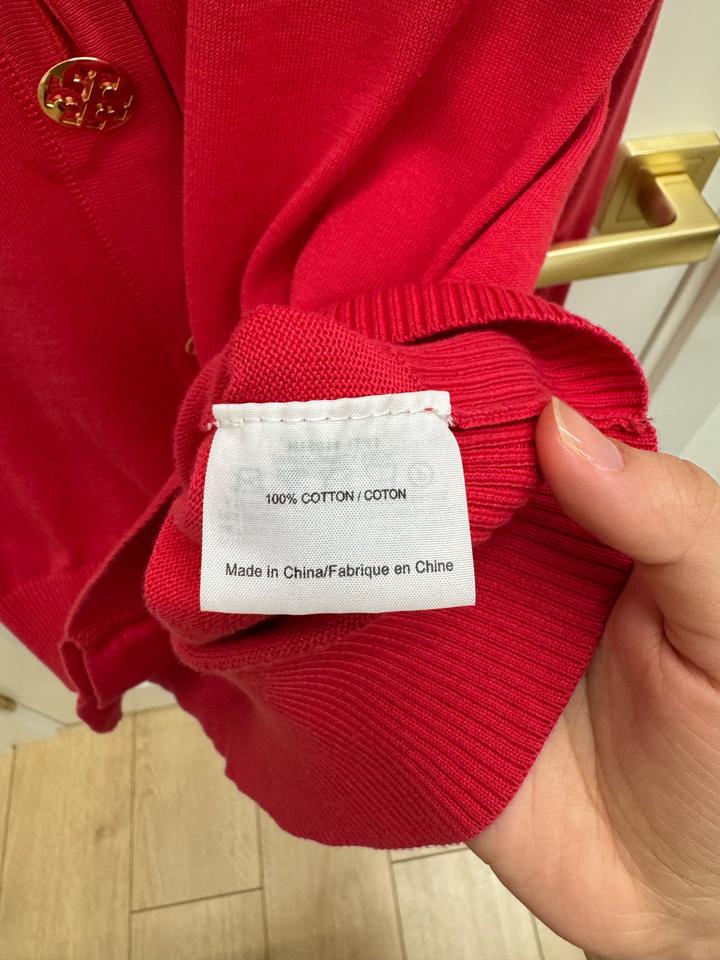 100% COTTON / COTON
Made in China/Fabrique en Chine